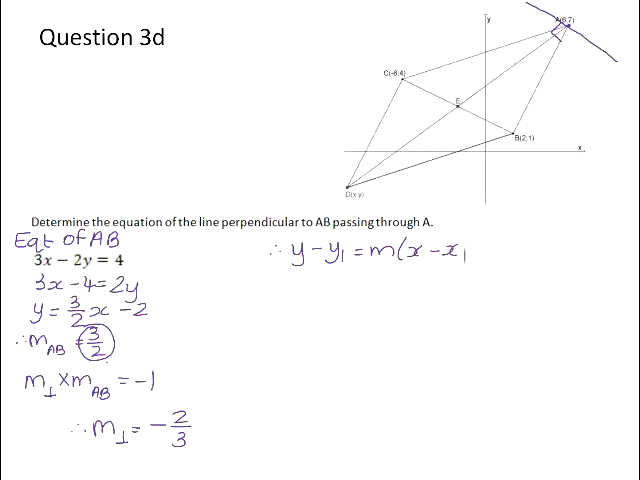 Question 3d
y
A(6;7)
C(-6;4)
E
B(2;1)
x
D(x;y)
Determine the equation of the line perpendicular to AB passing through A.
Eqt of AB
3x − 2y = 4
3x − 4 = 2y
y = 3/2 x − 2
∴ m_AB = 3/2
m_⊥ × m_AB = −1
∴ m_⊥ = − 2/3
∴ y − y₁ = m(x − x₁